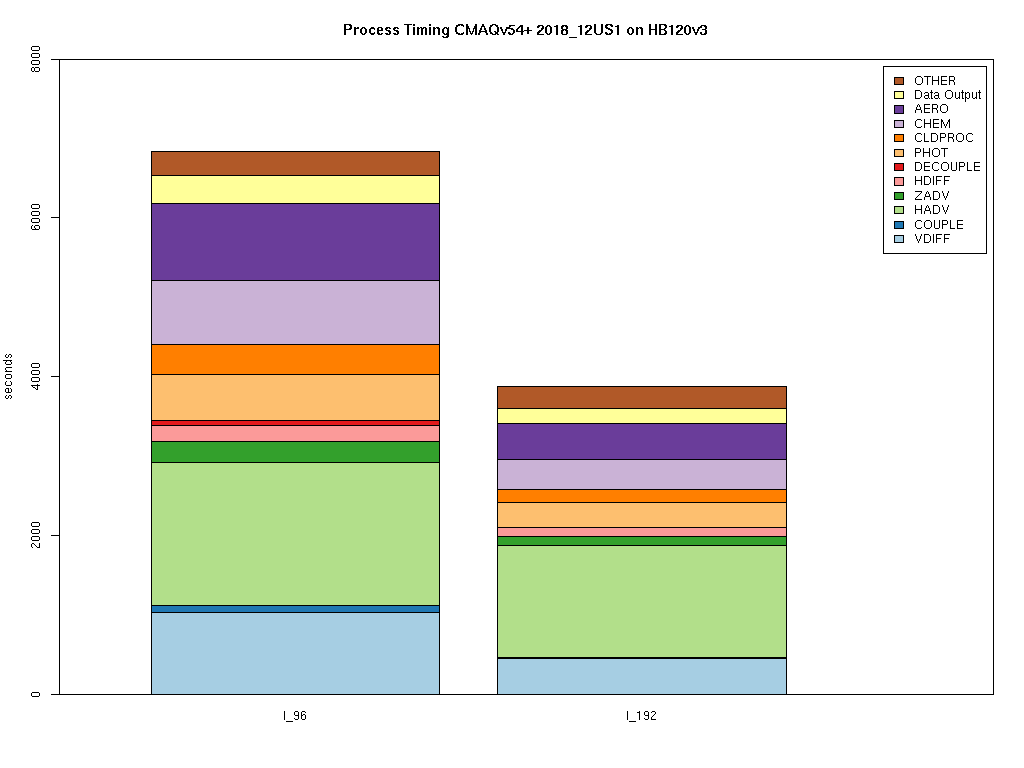 Process Timing CMAQv54+ 2018_12US1 on HB120v3
8000
6000
4000
2000
0
seconds
OTHER
Data Output
AERO
CHEM
CLDPROC
PHOT
DECOUPLE
HDIFF
ZADV
HADV
COUPLE
VDIFF
I_96
I_192